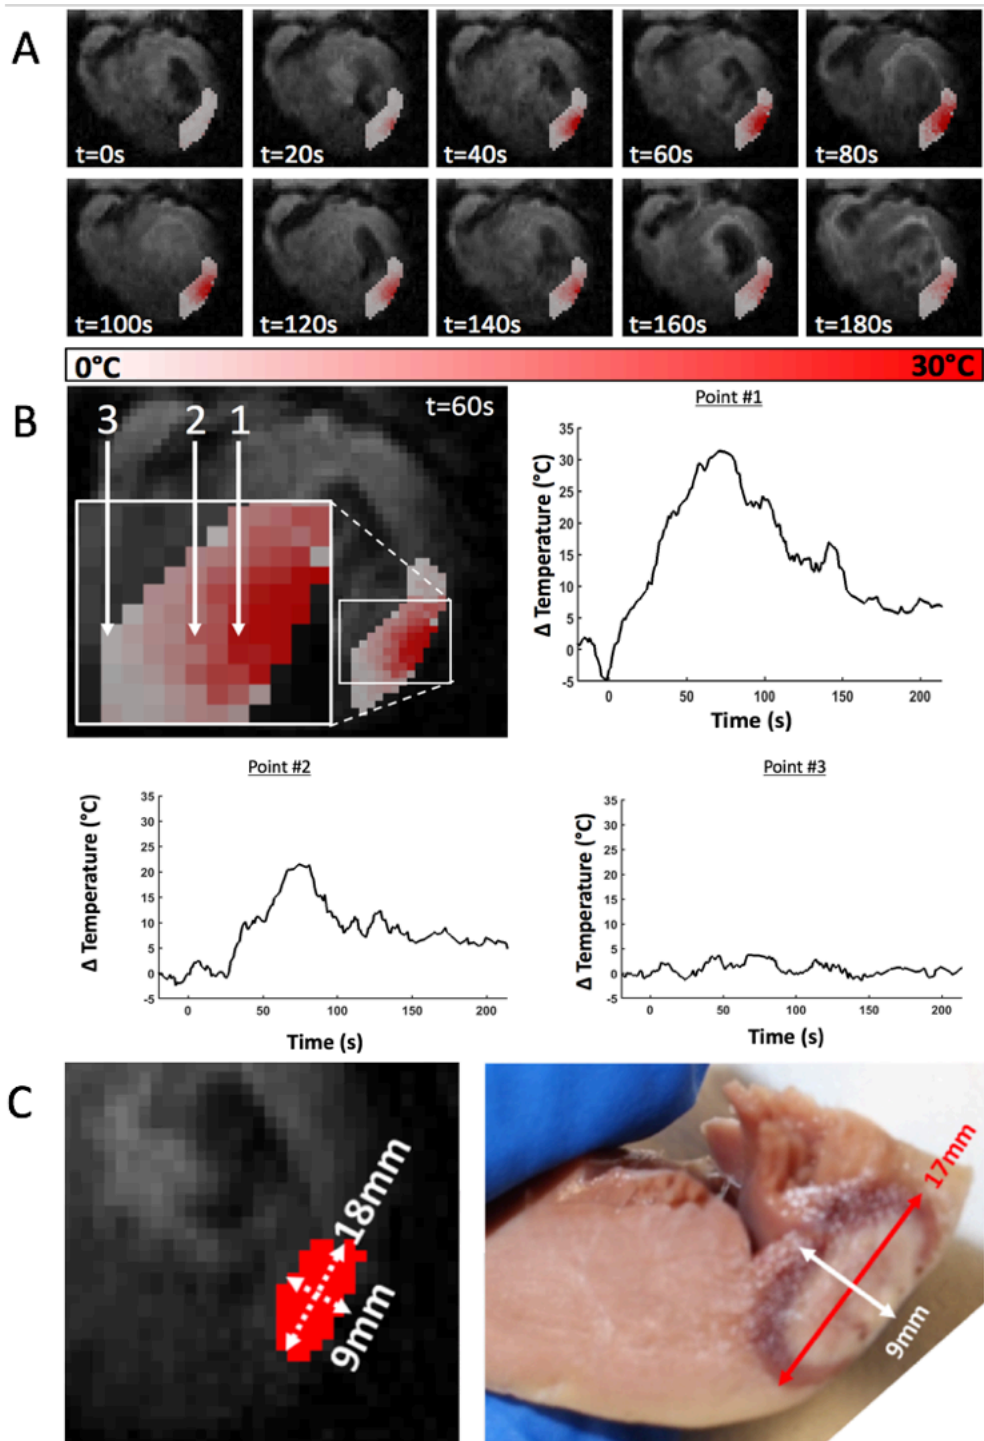 A
t=0s
t=20s
t=40s
t=60s
t=80s
t=100s
t=120s
t=140s
t=160s
t=180s
0°C
30°C
B
3
2
1
t=60s
Point #1
Δ Temperature (°C)
35
30
25
20
15
10
5
0
-5
0
50
100
150
200
Time (s)
Point #2
Δ Temperature (°C)
35
30
25
20
15
10
5
0
-5
0
50
100
150
200
Time (s)
Point #3
Δ Temperature (°C)
35
30
25
20
15
10
5
0
-5
0
50
100
150
200
Time (s)
C
18mm
9mm
17mm
9mm